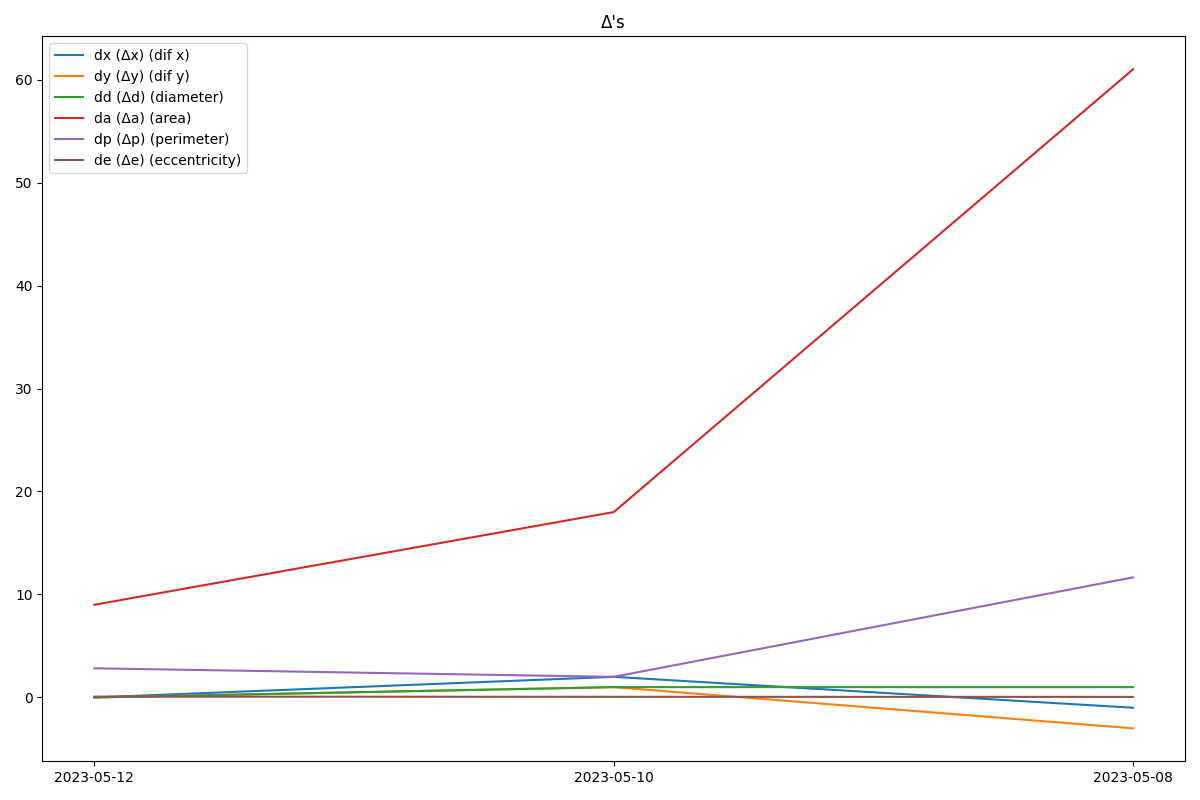 Δ's
dx (Δx) (dif x)
dy (Δy) (dif y)
dd (Δd) (diameter)
da (Δa) (area)
dp (Δp) (perimeter)
de (Δe) (eccentricity)
60
50
40
30
20
10
0
2023-05-12 2023-05-10 2023-05-08